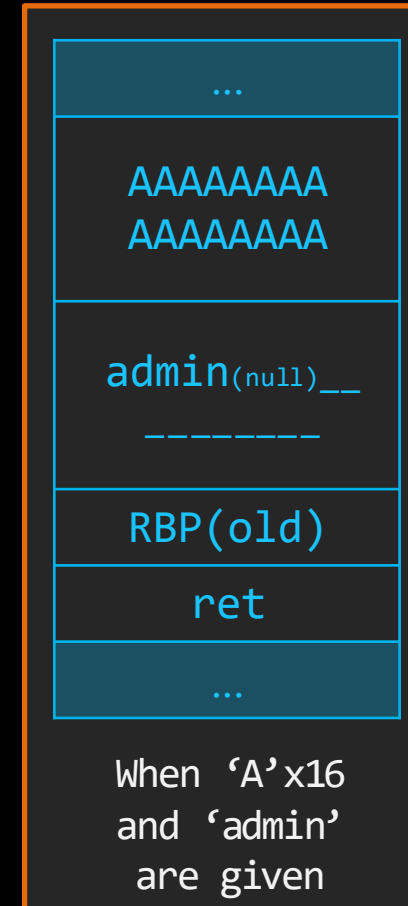 …
AAAAAAAA
AAAAAAAA
admin(null)__
________
RBP(old)
ret
…
When ‘A’x16
and ‘admin’
are given